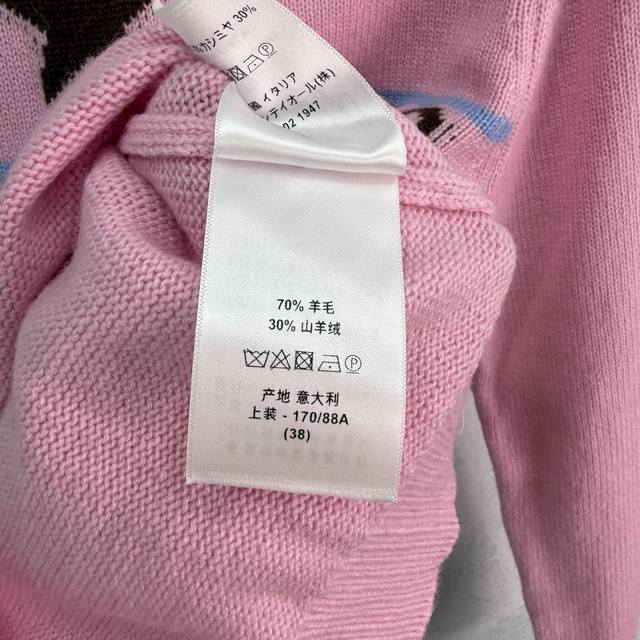 カシミヤ 30%
イタリア
ンディオール(株)
02 1947
70% 羊毛
30% 山羊绒
产地 意大利
上装 - 170/88A
(38)